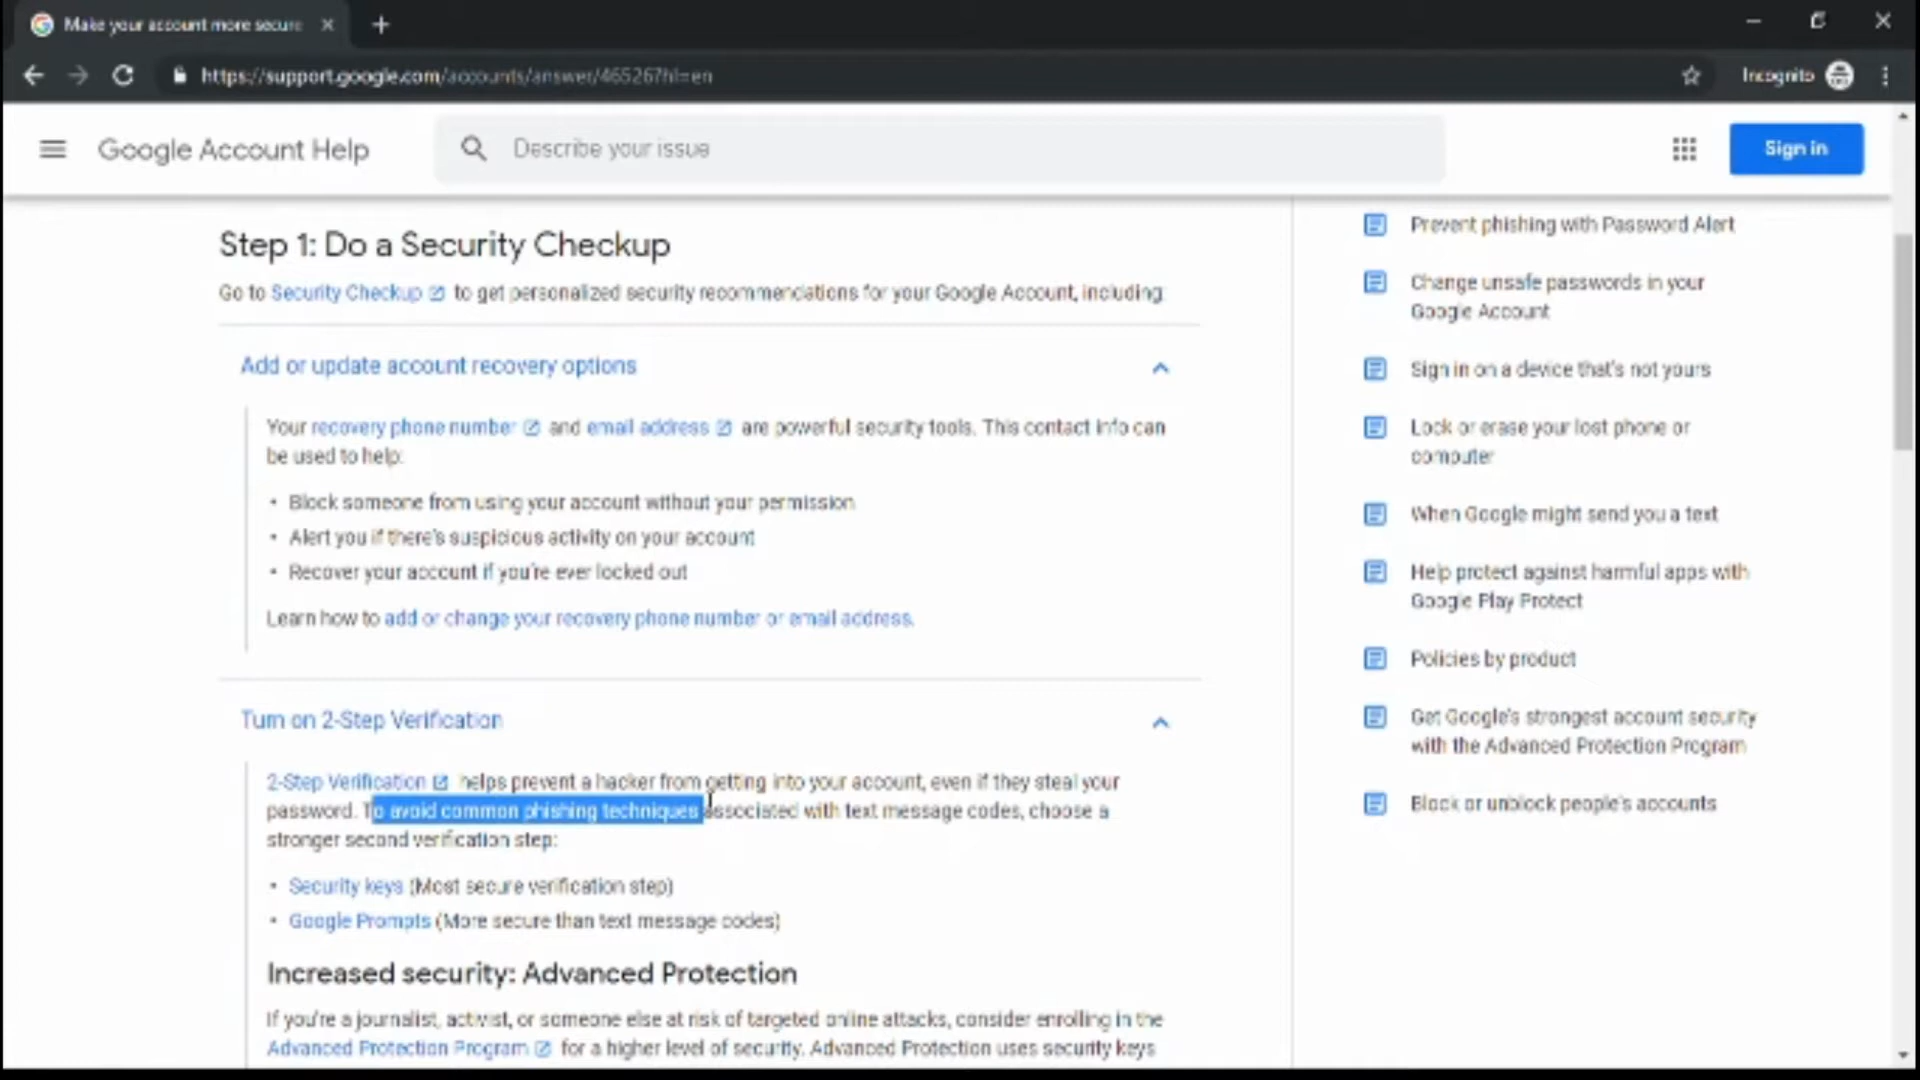 Make your account more secure
https://support.google.com/accounts/answer/46526?hl=en
Incognito
Google Account Help
Describe your issue
Sign in
Step 1: Do a Security Checkup
Go to Security Checkup to get personalized security recommendations for your Google Account, including:
Add or update account recovery options
Your recovery phone number and email address are powerful security tools. This contact info can
be used to help:
• Block someone from using your account without your permission
• Alert you if there's suspicious activity on your account
• Recover your account if you're ever locked out
Learn how to add or change your recovery phone number or email address.
Turn on 2-Step Verification
2-Step Verification helps prevent a hacker from getting into your account, even if they steal your
password. To avoid common phishing techniques associated with text message codes, choose a
stronger second verification step:
• Security keys (Most secure verification step)
• Google Prompts (More secure than text message codes)
Increased security: Advanced Protection
If you're a journalist, activist, or someone else at risk of targeted online attacks, consider enrolling in the
Advanced Protection Program for a higher level of security. Advanced Protection uses security keys
Prevent phishing with Password Alert
Change unsafe passwords in your
Google Account
Sign in on a device that's not yours
Lock or erase your lost phone or
computer
When Google might send you a text
Help protect against harmful apps with
Google Play Protect
Policies by product
Get Google's strongest account security
with the Advanced Protection Program
Block or unblock people's accounts